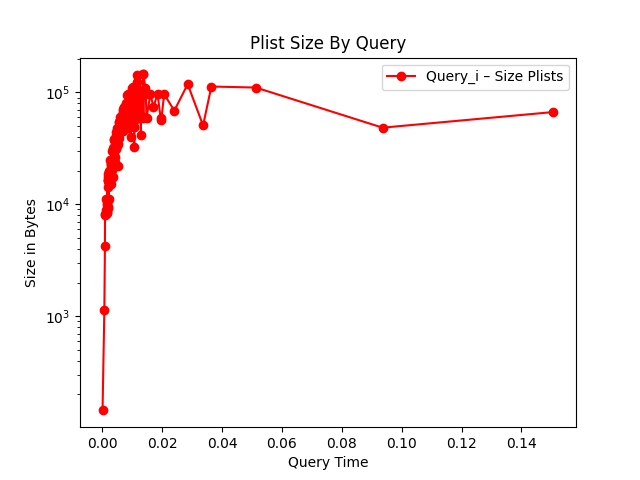 Plist Size By Query
Query_i – Size Plists
Size in Bytes
10^5
10^4
10^3
0.00 0.02 0.04 0.06 0.08 0.10 0.12 0.14
Query Time